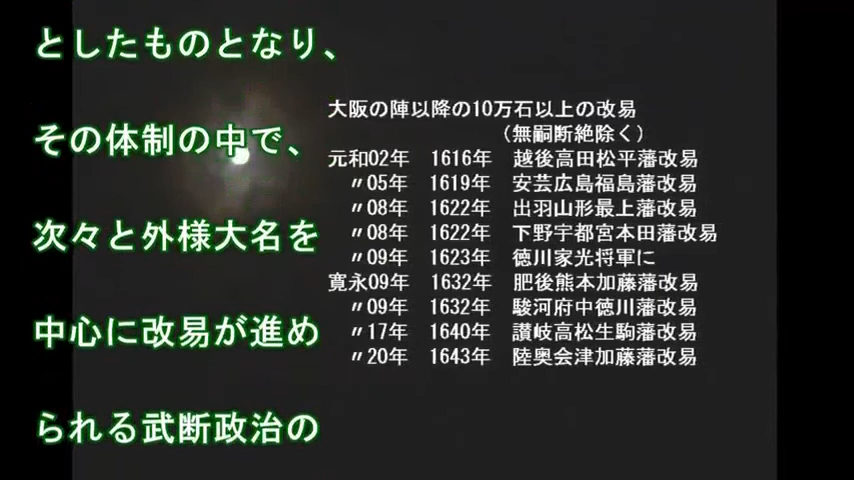 としたものとなり、
その体制の中で、
次々と外様大名を
中心に改易が進め
られる武断政治の
大阪の陣以降の10万石以上の改易
（無嗣断絶除く）
元和02年 1616年 越後高田松平藩改易
〃05年 1619年 安芸広島福島藩改易
〃08年 1622年 出羽山形最上藩改易
〃08年 1622年 下野宇都宮本田藩改易
〃09年 1623年 徳川家光将軍に
寛永09年 1632年 肥後熊本加藤藩改易
〃09年 1632年 駿河府中徳川藩改易
〃17年 1640年 讃岐高松生駒藩改易
〃20年 1643年 陸奥会津加藤藩改易